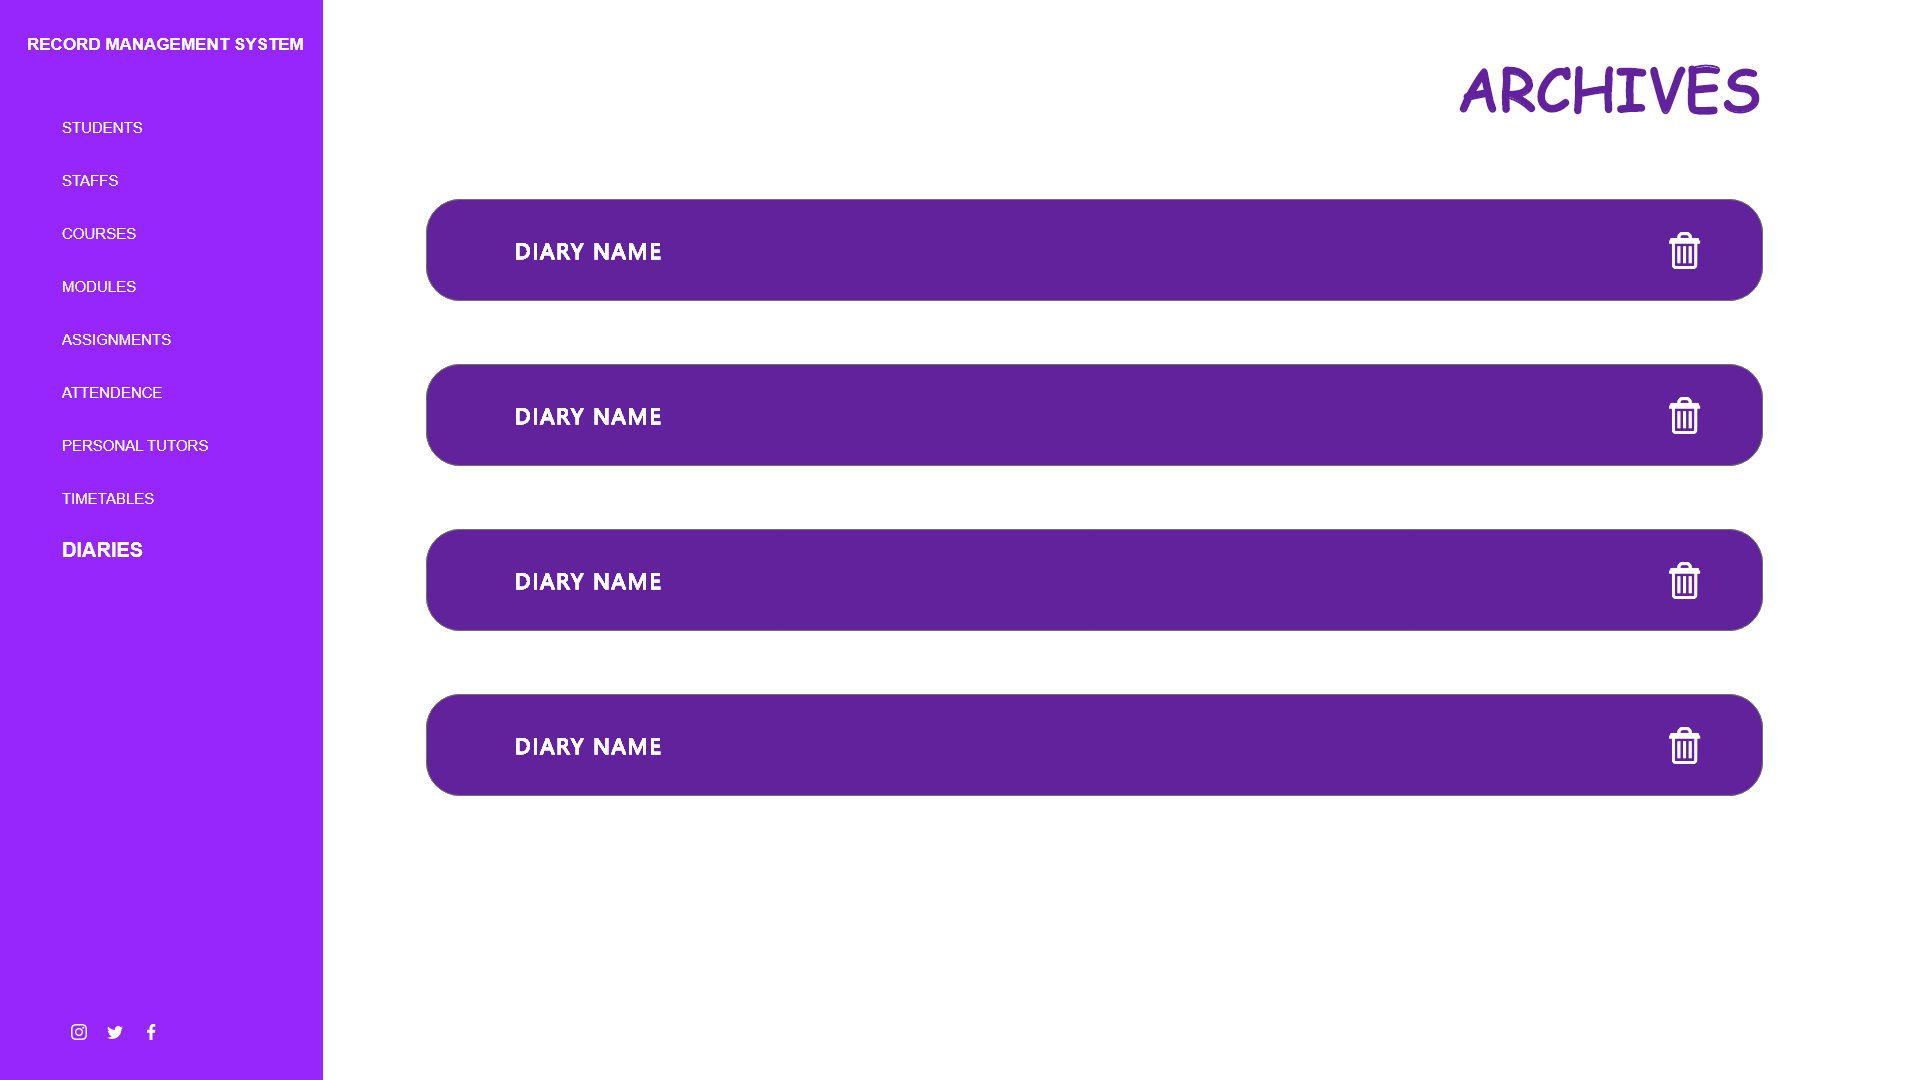 RECORD MANAGEMENT SYSTEM
STUDENTS
STAFFS
COURSES
MODULES
ASSIGNMENTS
ATTENDENCE
PERSONAL TUTORS
TIMETABLES
DIARIES
ARCHIVES
DIARY NAME
DIARY NAME
DIARY NAME
DIARY NAME